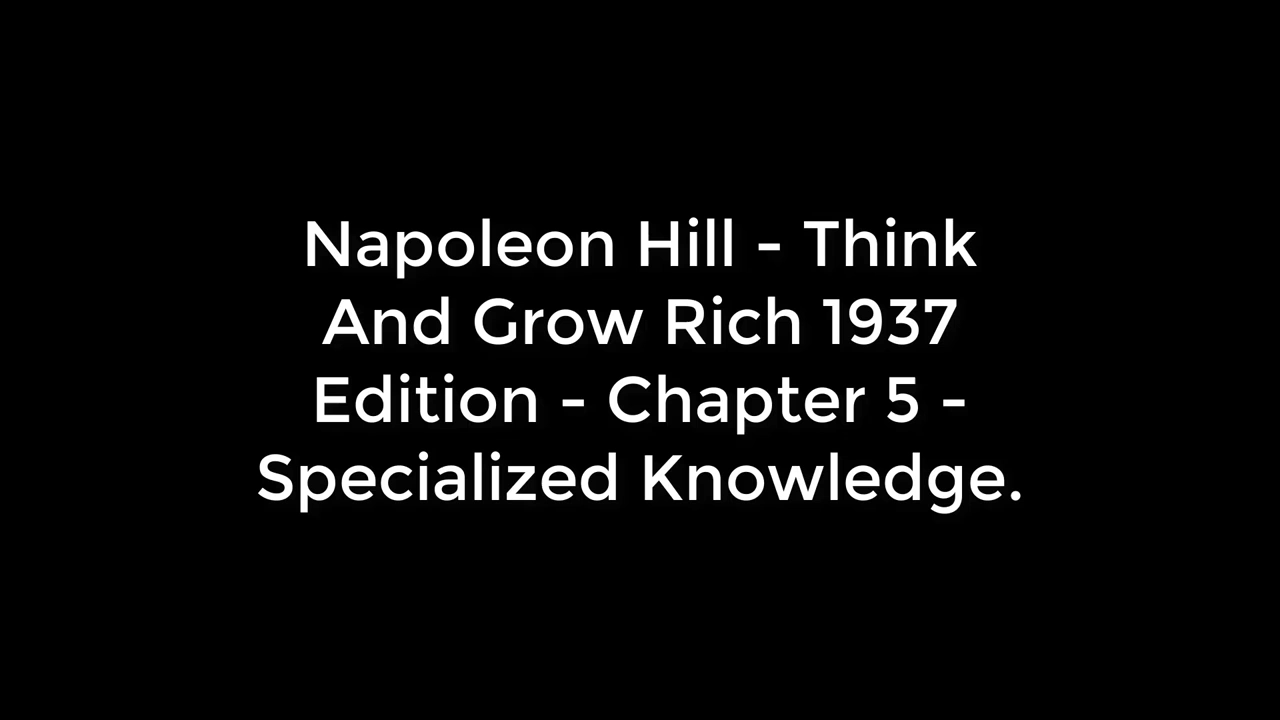 Napoleon Hill - Think
And Grow Rich 1937
Edition - Chapter 5 -
Specialized Knowledge.